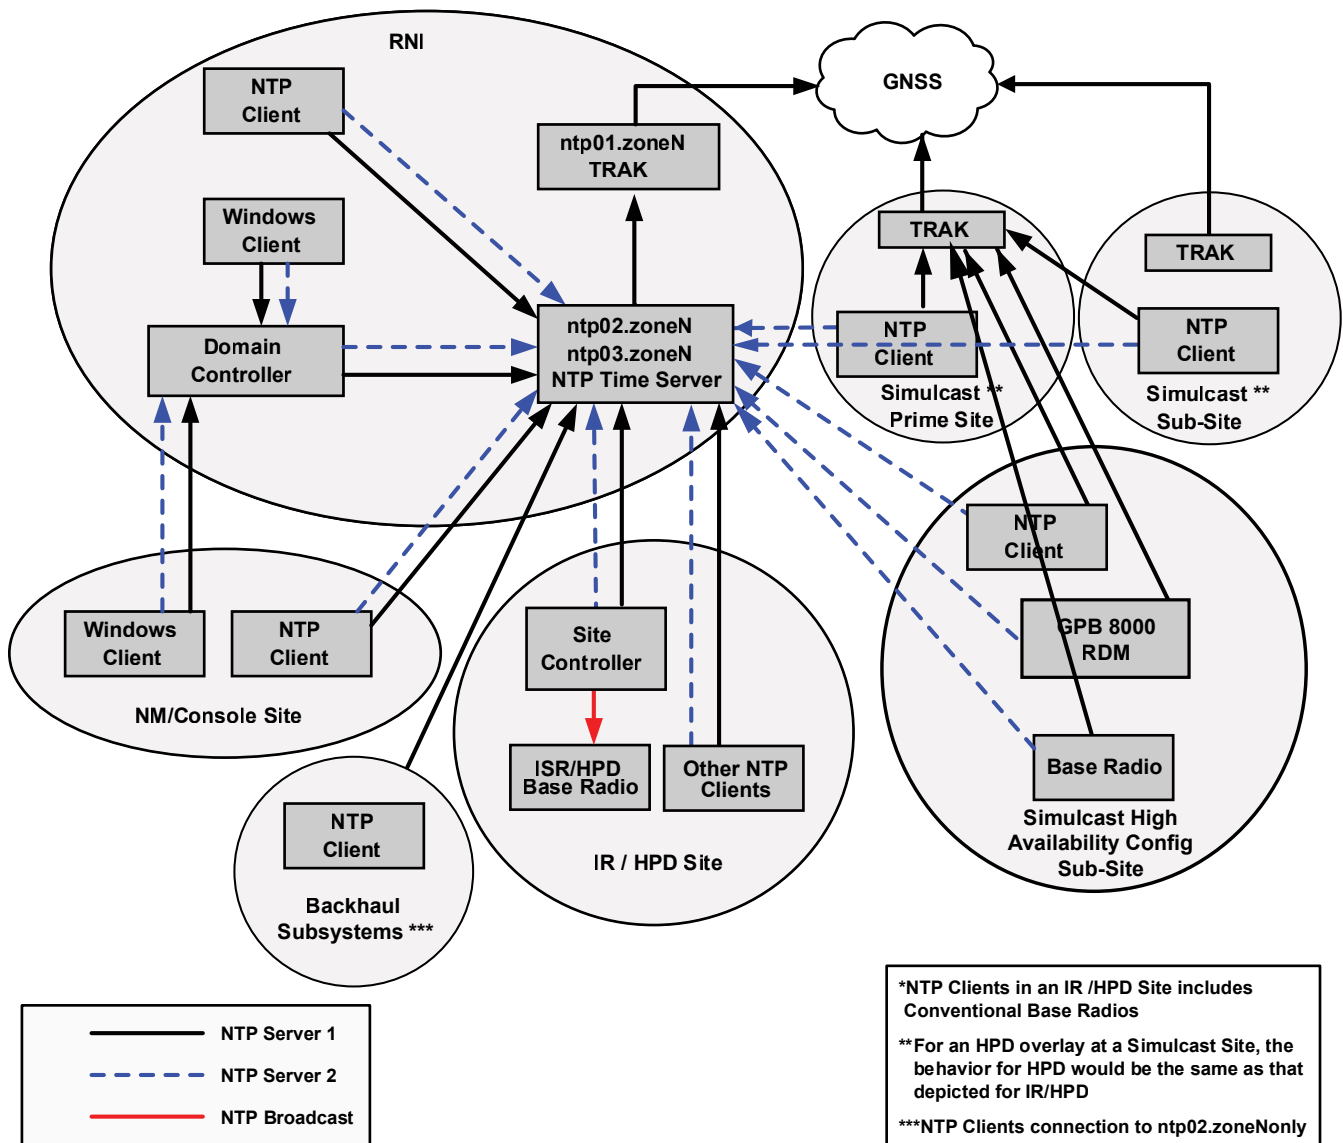 RNI
NTP
Client
Windows
Client
Domain
Controller
ntp01.zoneN
TRAK
ntp02.zoneN
ntp03.zoneN
NTP Time Server
GNSS
TRAK
NTP
Client
Simulcast **
Prime Site
TRAK
NTP
Client
Simulcast **
Sub-Site
Windows
Client
NTP
Client
NM/Console Site
NTP
Client
Backhaul
Subsystems ***
Site
Controller
ISR/HPD
Base Radio
Other NTP
Clients
IR / HPD Site
NTP
Client
GPB 8000
RDM
Base Radio
Simulcast High
Availability Config
Sub-Site
NTP Server 1
NTP Server 2
NTP Broadcast
*NTP Clients in an IR /HPD Site includes
Conventional Base Radios
**For an HPD overlay at a Simulcast Site, the
behavior for HPD would be the same as that
depicted for IR/HPD
***NTP Clients connection to ntp02.zoneNonly